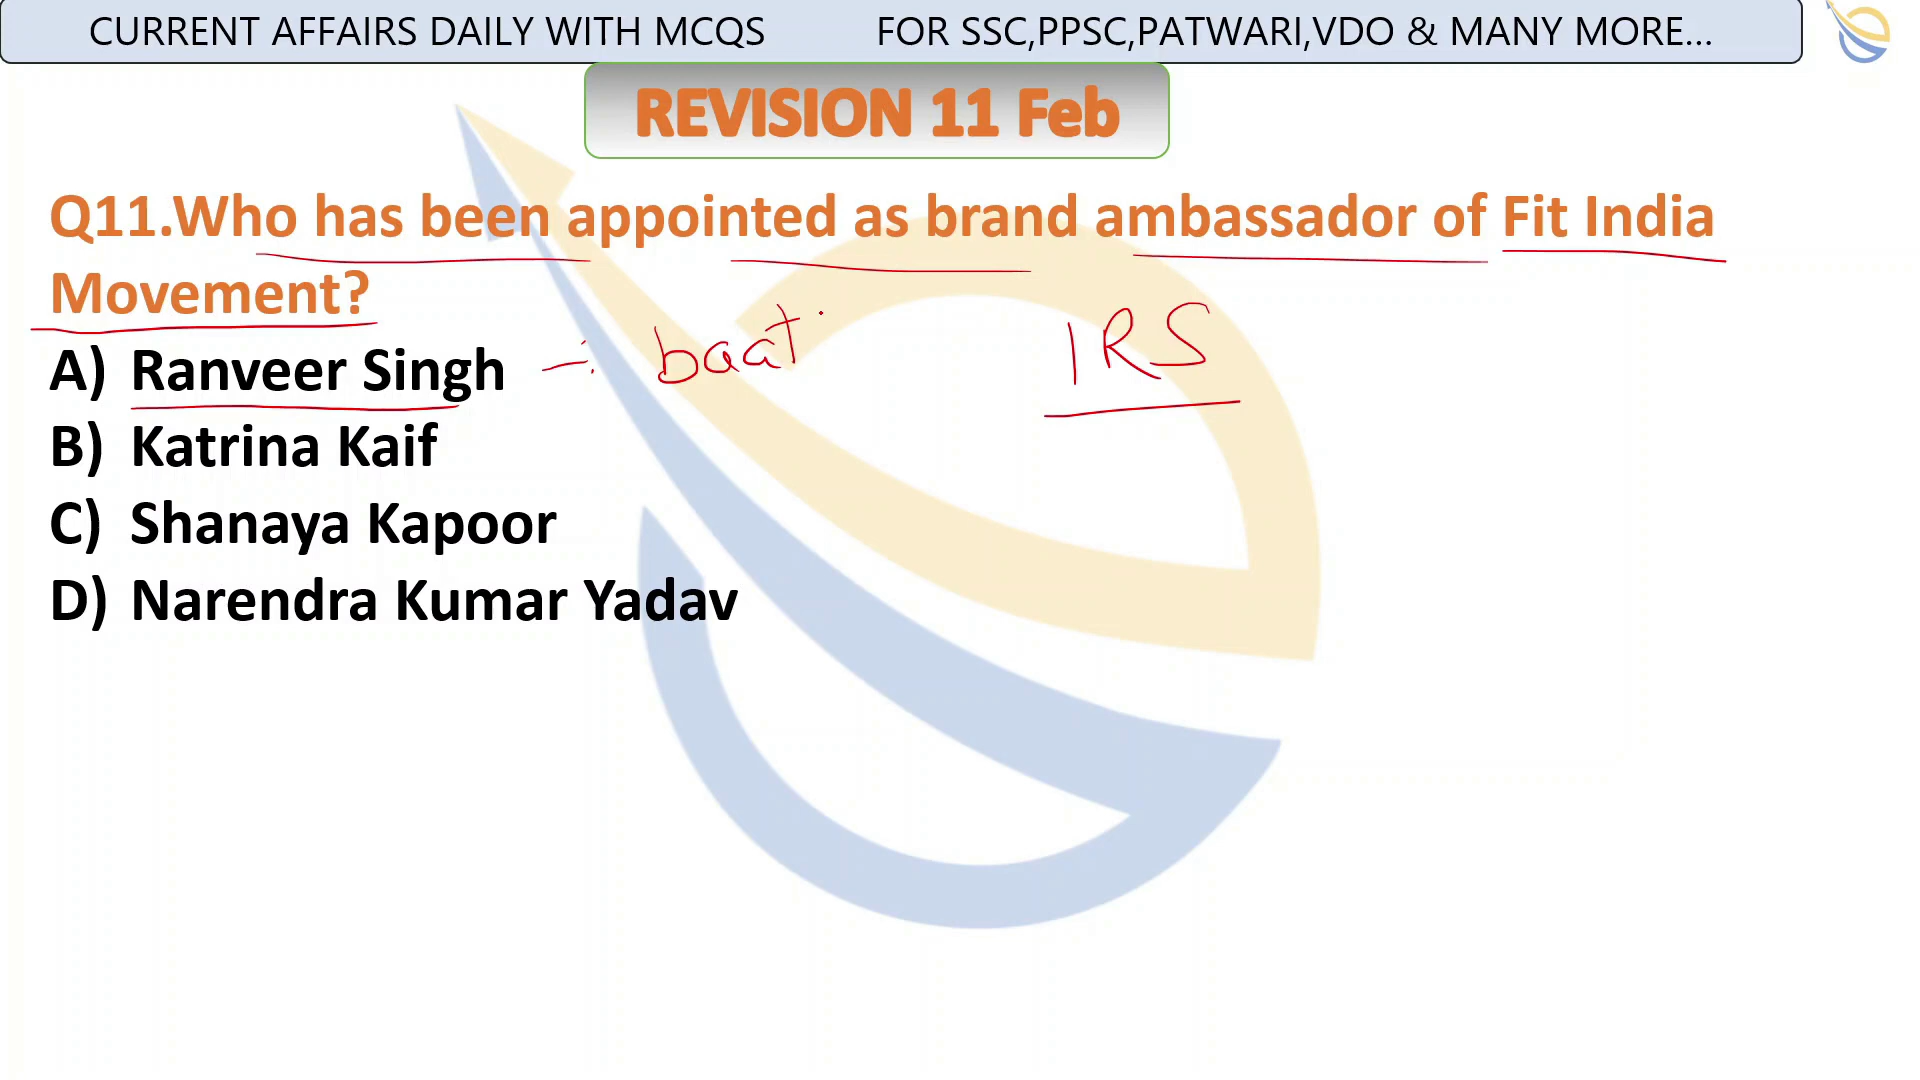 CURRENT AFFAIRS DAILY WITH MCQS FOR SSC,PPSC,PATWARI,VDO & MANY MORE...
REVISION 11 Feb
Q11.Who has been appointed as brand ambassador of Fit India
Movement?
A) Ranveer Singh - : baat
IRS
B) Katrina Kaif
C) Shanaya Kapoor
D) Narendra Kumar Yadav